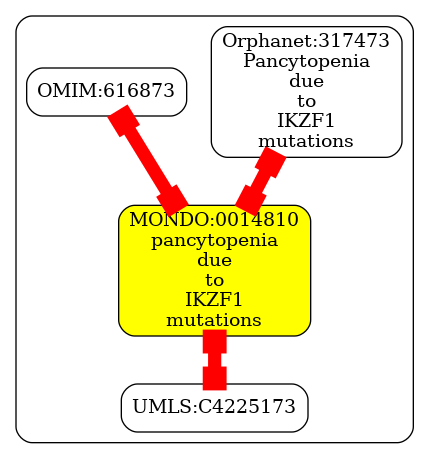 OMIM:616873
Orphanet:317473
Pancytopenia
due
to
IKZF1
mutations
MONDO:0014810
pancytopenia
due
to
IKZF1
mutations
UMLS:C4225173